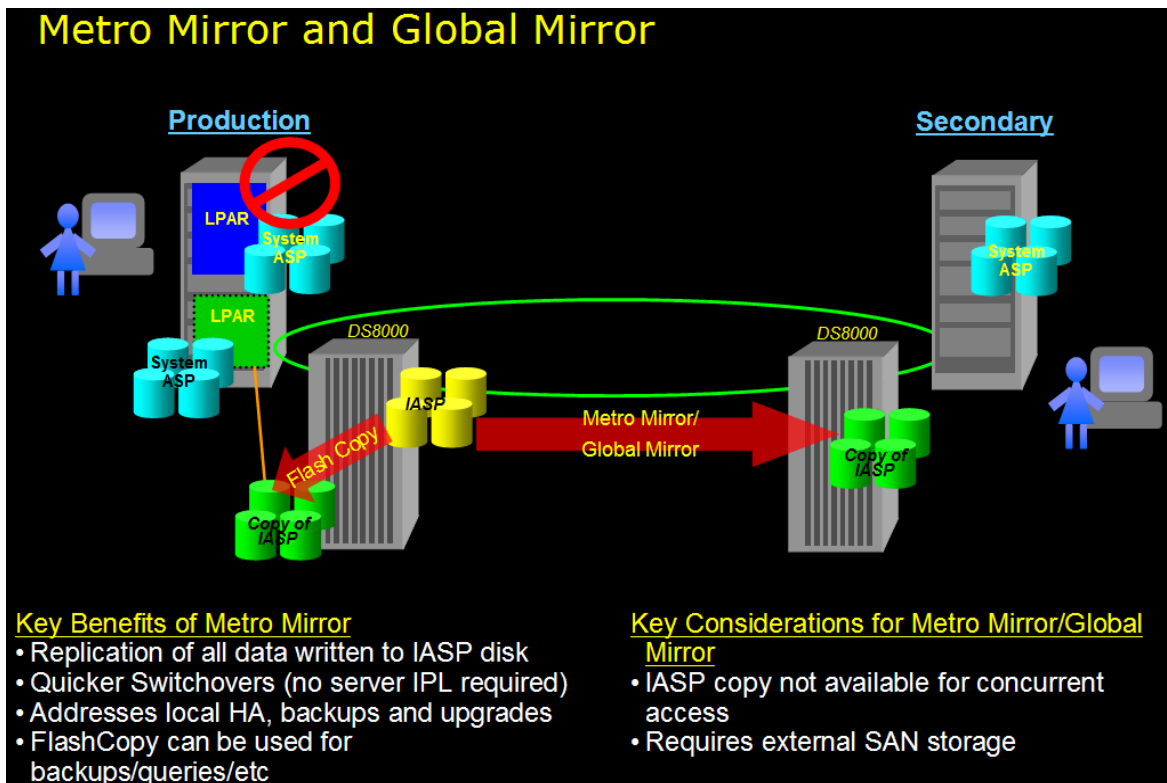 Metro Mirror and Global Mirror
Production
Secondary
LPAR
System
ASP
System
ASP
LPAR
DS8000
DS8000
System
ASP
IASP
Metro Mirror/
Global Mirror
Flash Copy
Copy of
IASP
Copy of
IASP
Key Benefits of Metro Mirror
• Replication of all data written to IASP disk
• Quicker Switchovers (no server IPL required)
• Addresses local HA, backups and upgrades
• FlashCopy can be used for
backups/queries/etc
Key Considerations for Metro Mirror/Global
Mirror
• IASP copy not available for concurrent
access
• Requires external SAN storage